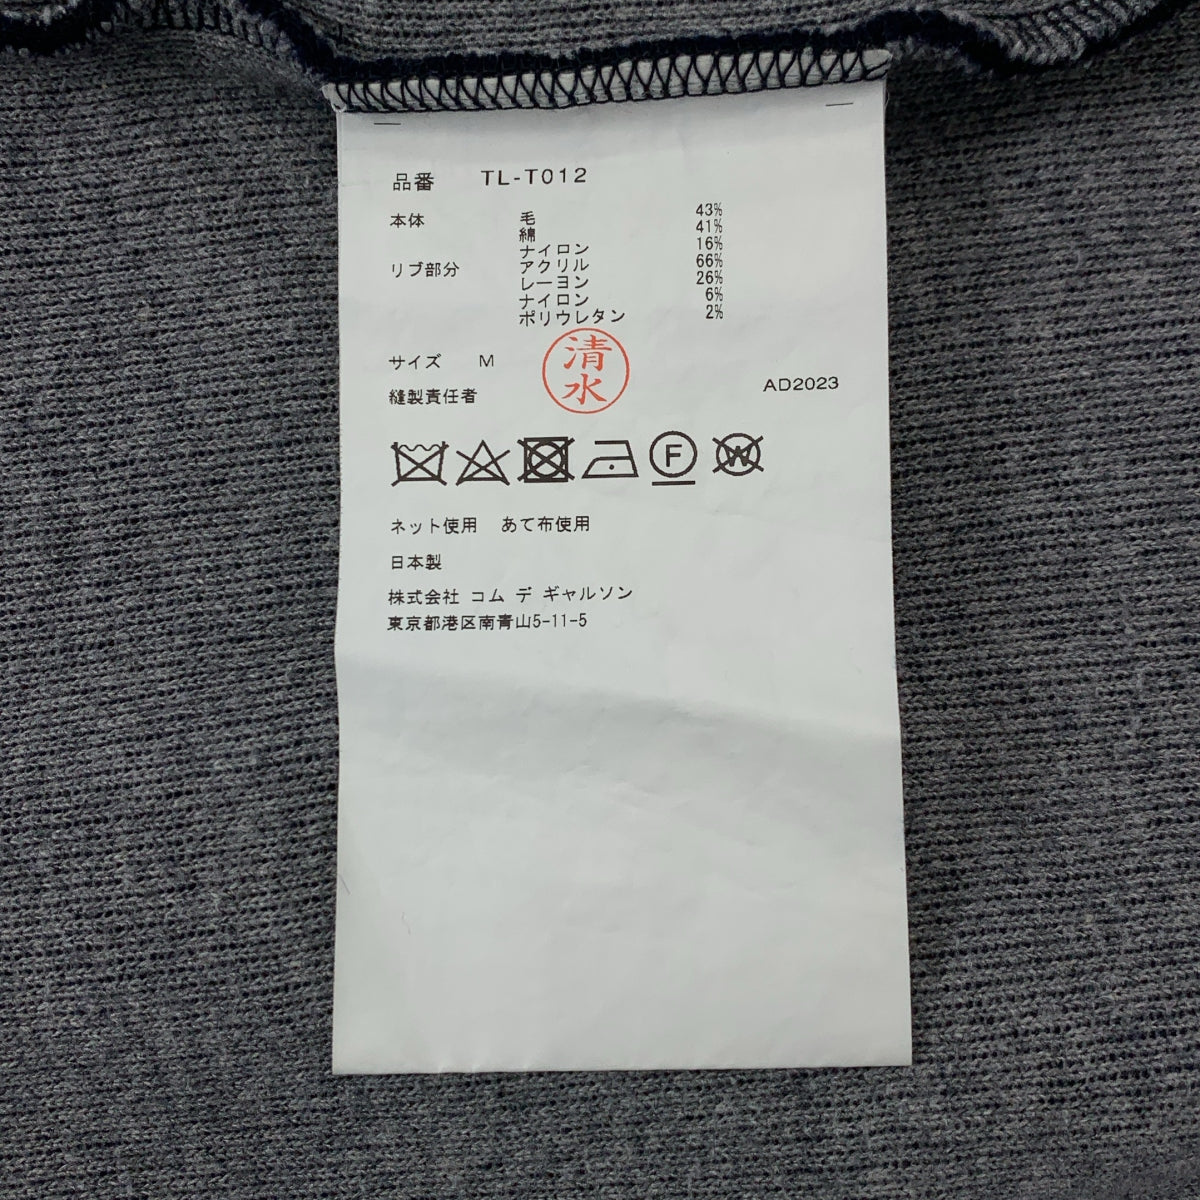 品番 TL-T012
本体 毛 43%
綿 41%
ナイロン 16%
リブ部分 アクリル 66%
レーヨン 26%
ナイロン 6%
ポリウレタン 2%
サイズ M
清水
縫製責任者 AD2023
F W
ネット使用 あて布使用
日本製
株式会社 コム デ ギャルソン
東京都港区南青山5-11-5